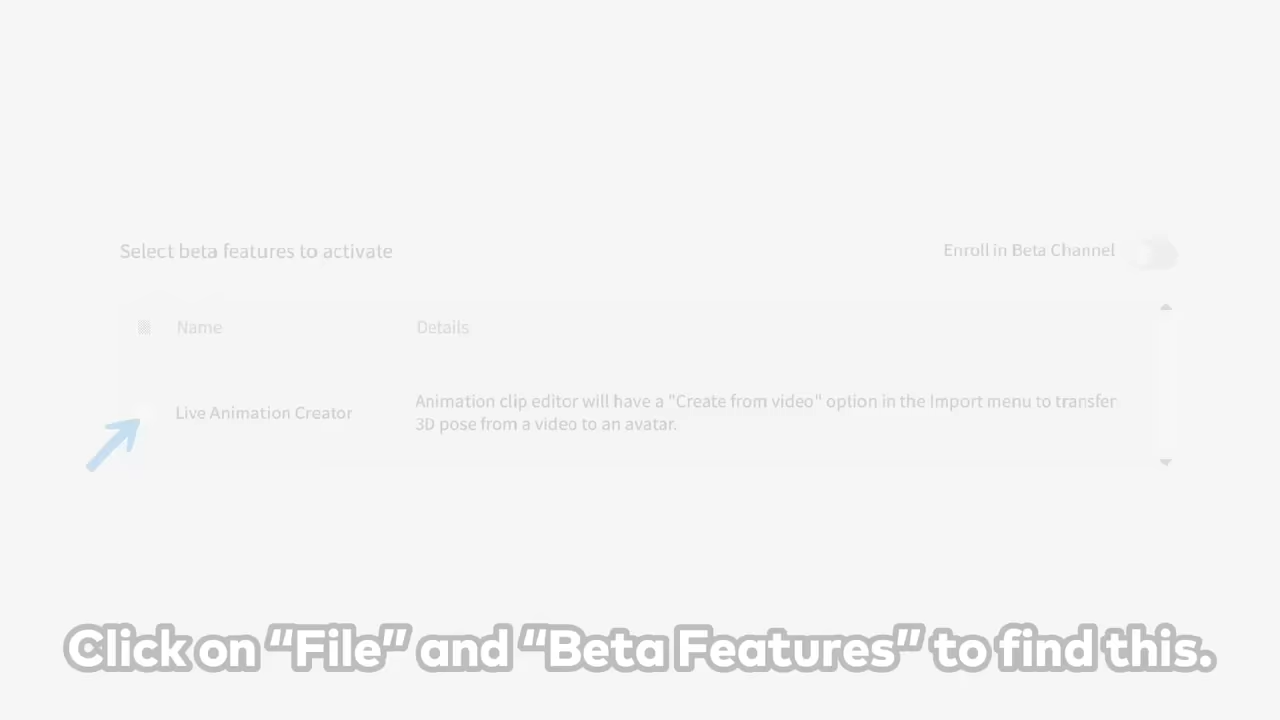 Select beta features to activate
Enroll in Beta Channel
Name
Details
Live Animation Creator
Animation clip editor will have a "Create from video" option in the Import menu to transfer
3D pose from a video to an avatar.
Click on “File” and “Beta Features” to find this.